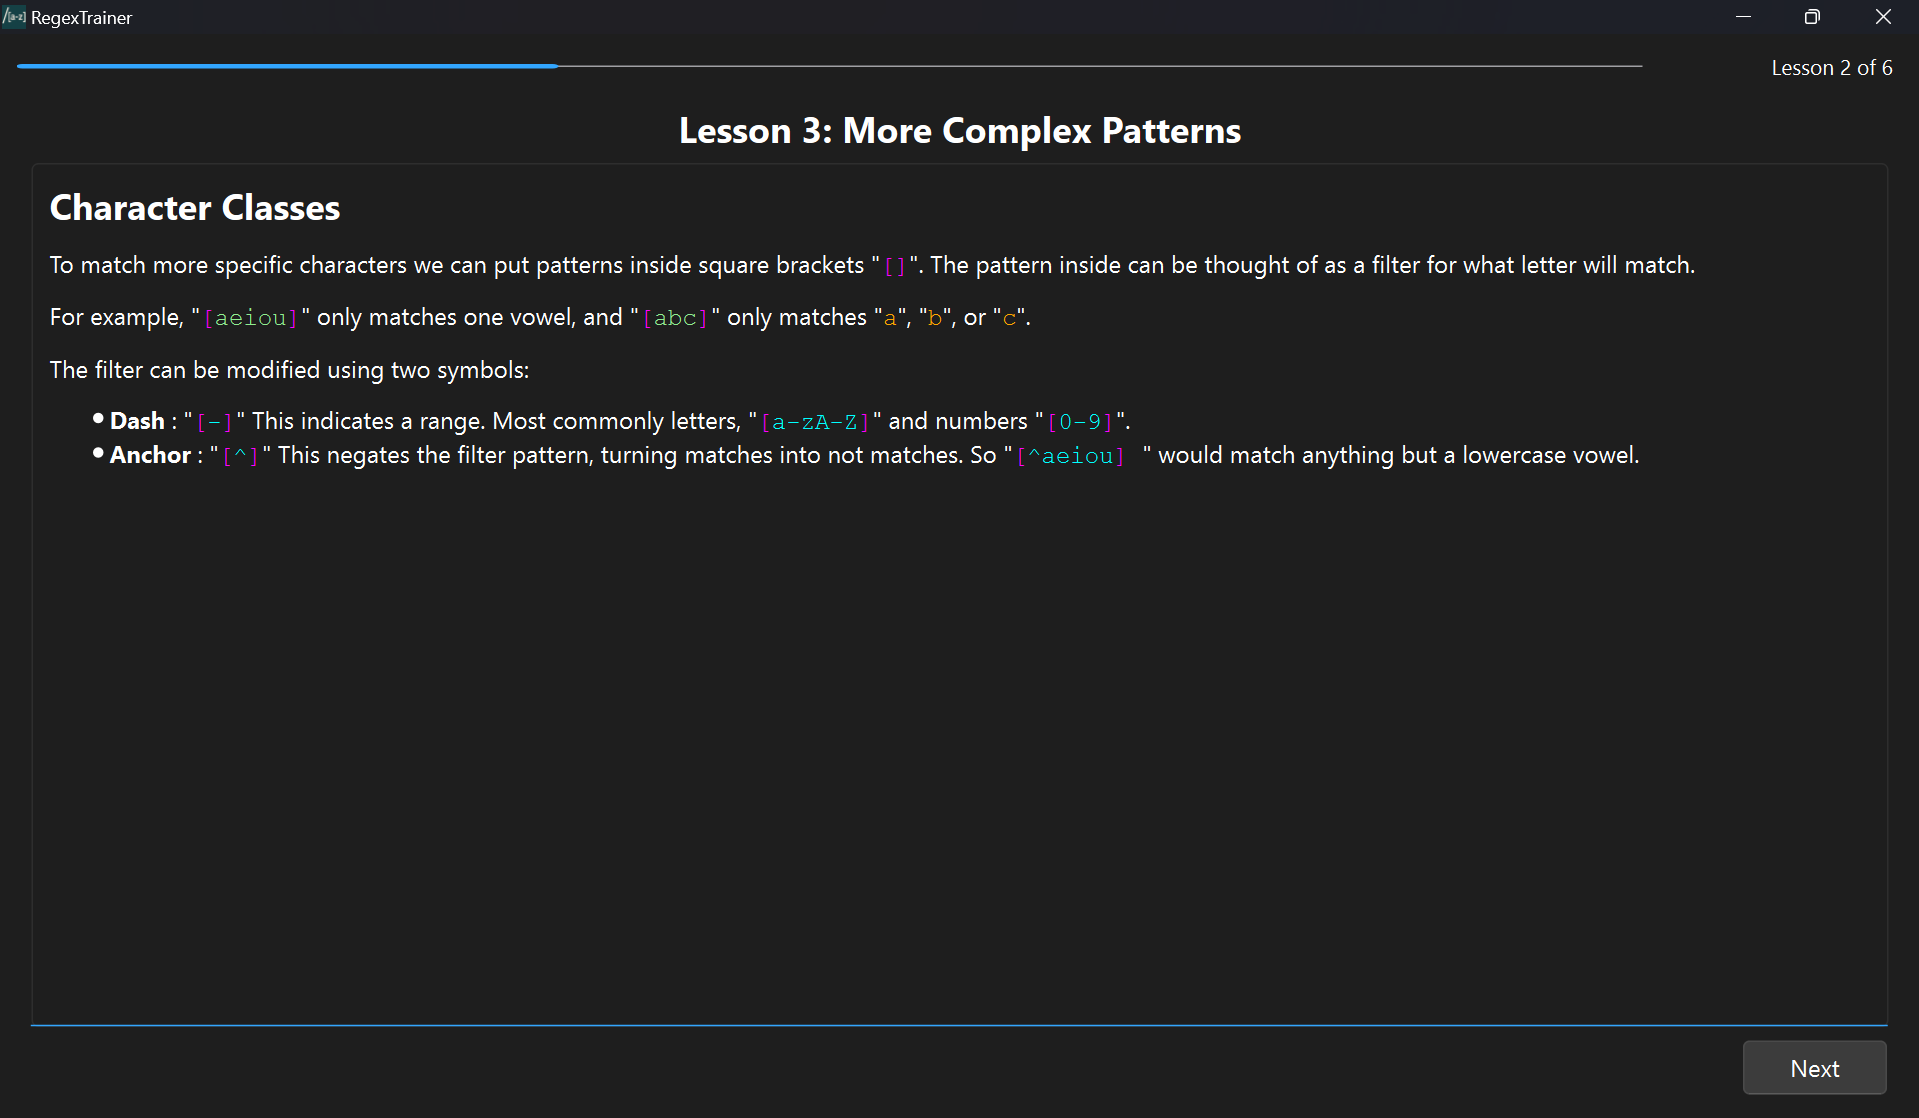 /[a-z] RegexTrainer
Lesson 2 of 6
Lesson 3: More Complex Patterns
Character Classes
To match more specific characters we can put patterns inside square brackets "[]". The pattern inside can be thought of as a filter for what letter will match.
For example, "[aeiou]" only matches one vowel, and "[abc]" only matches "a", "b", or "c".
The filter can be modified using two symbols:
• Dash : "[-]" This indicates a range. Most commonly letters, "[a-zA-Z]" and numbers "[0-9]".
• Anchor : "[^]" This negates the filter pattern, turning matches into not matches. So "[^aeiou] " would match anything but a lowercase vowel.
Next